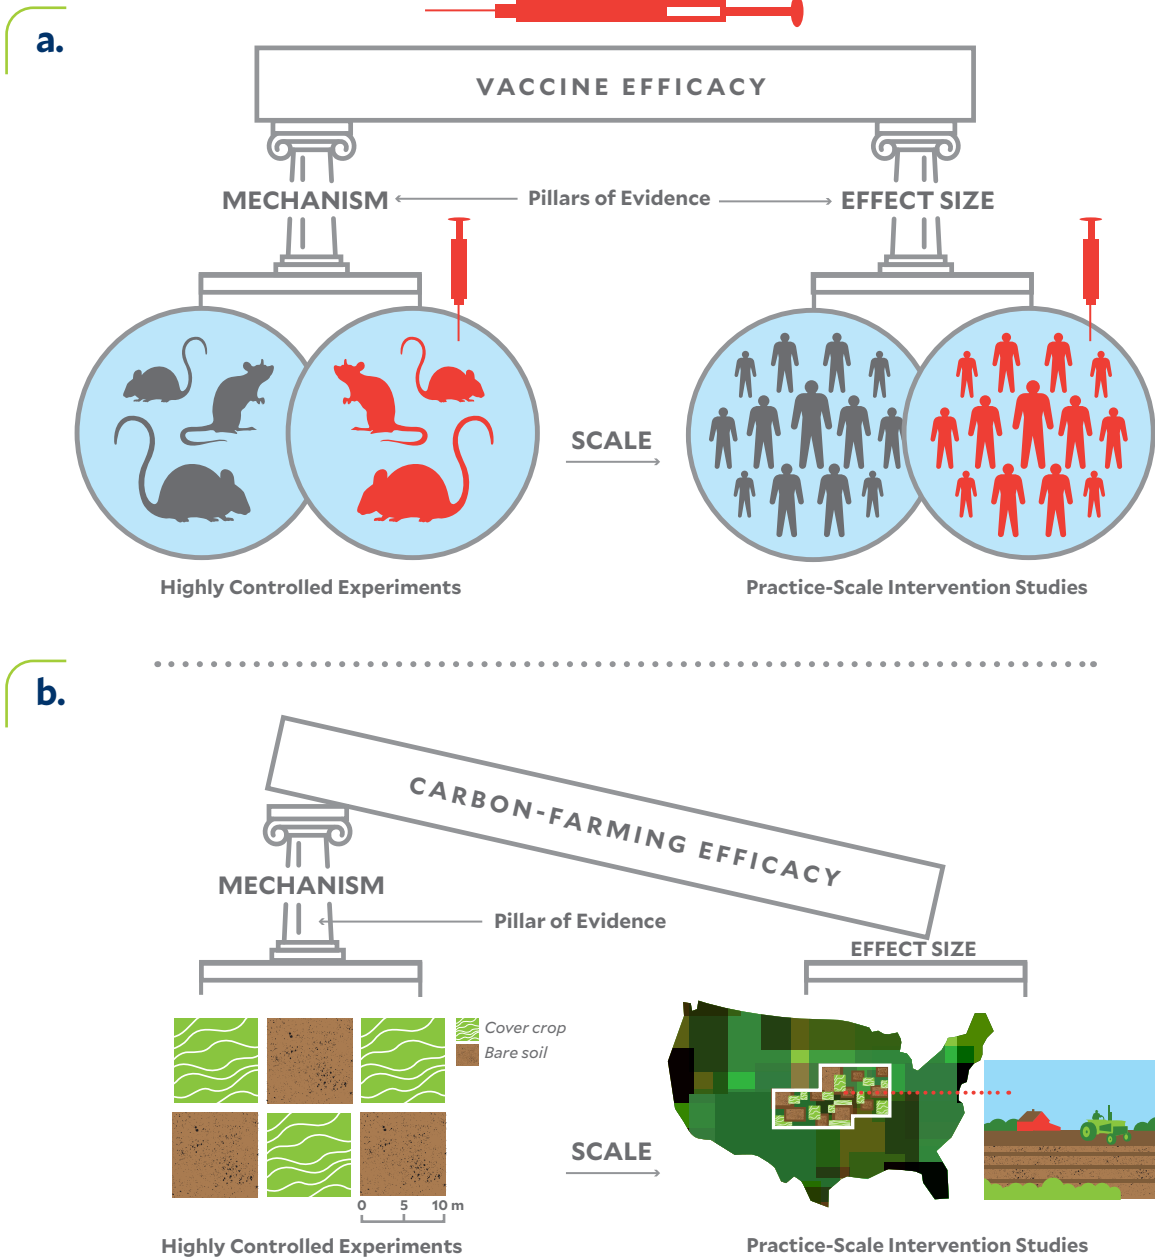 a.
VACCINE EFFICACY
MECHANISM
Pillars of Evidence
EFFECT SIZE
SCALE
Highly Controlled Experiments
Practice-Scale Intervention Studies
b.
CARBON-FARMING EFFICACY
MECHANISM
Pillar of Evidence
EFFECT SIZE
Cover crop
Bare soil
SCALE
0 5 10 m
Highly Controlled Experiments
Practice-Scale Intervention Studies